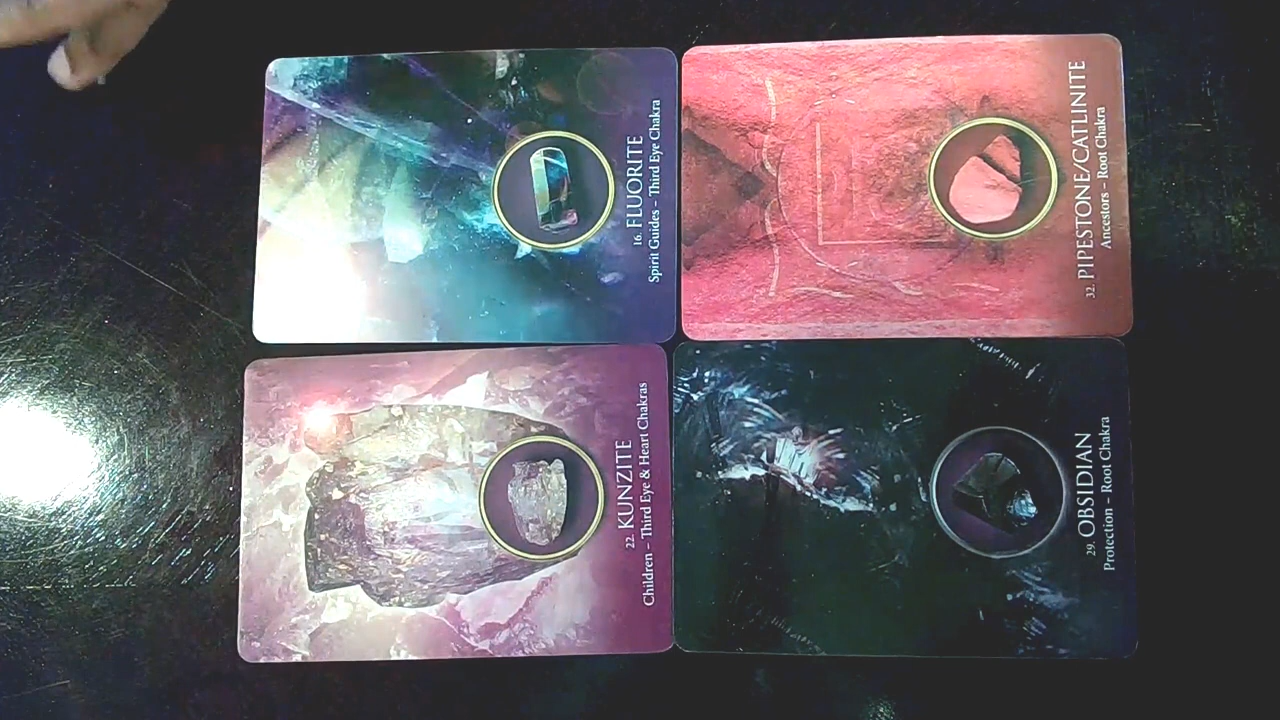 16. FLUORITE
Spirit Guides – Third Eye Chakra
32. PIPESTONE/CATLINITE
Ancestors – Root Chakra
22. KUNZITE
Children – Third Eye & Heart Chakras
29. OBSIDIAN
Protection – Root Chakra